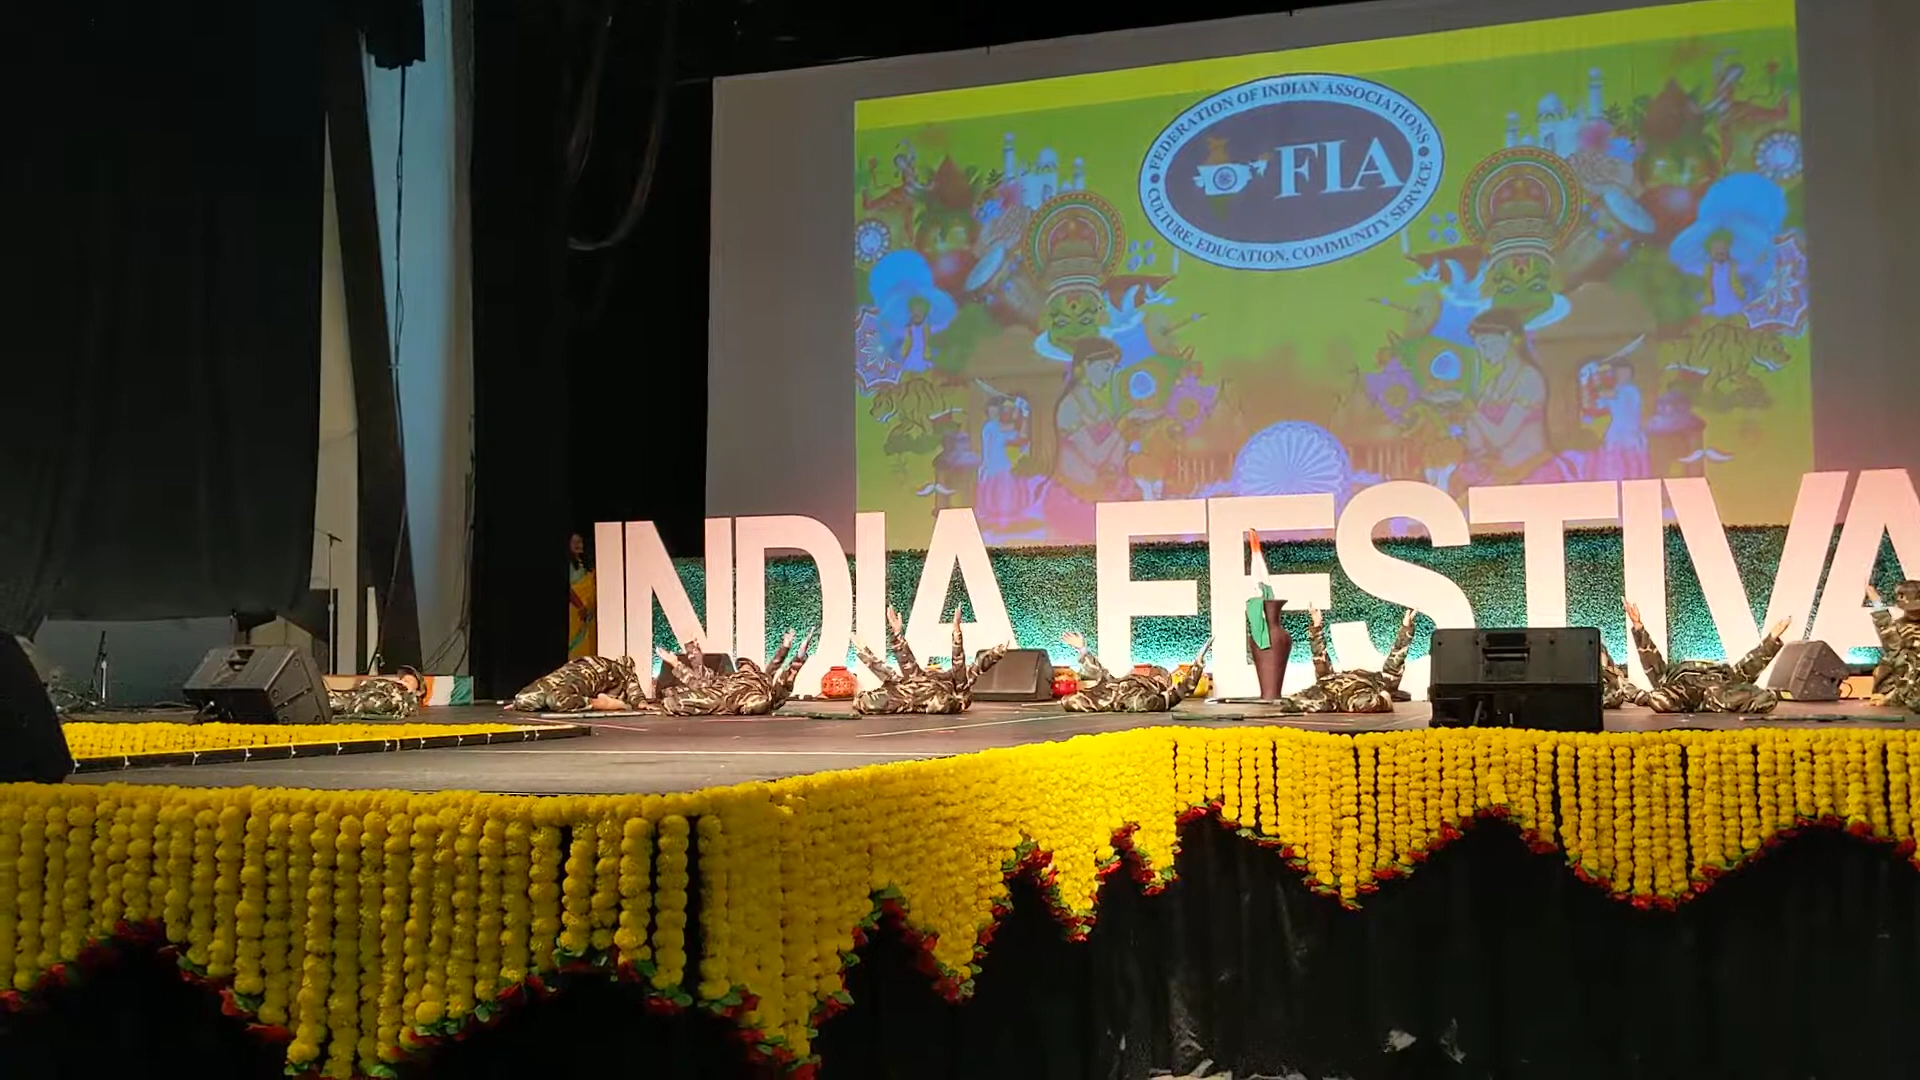 FEDERATION OF INDIAN ASSOCIATIONS
FIA
CULTURE, EDUCATION, COMMUNITY SERVICE
INDIA FESTIVA